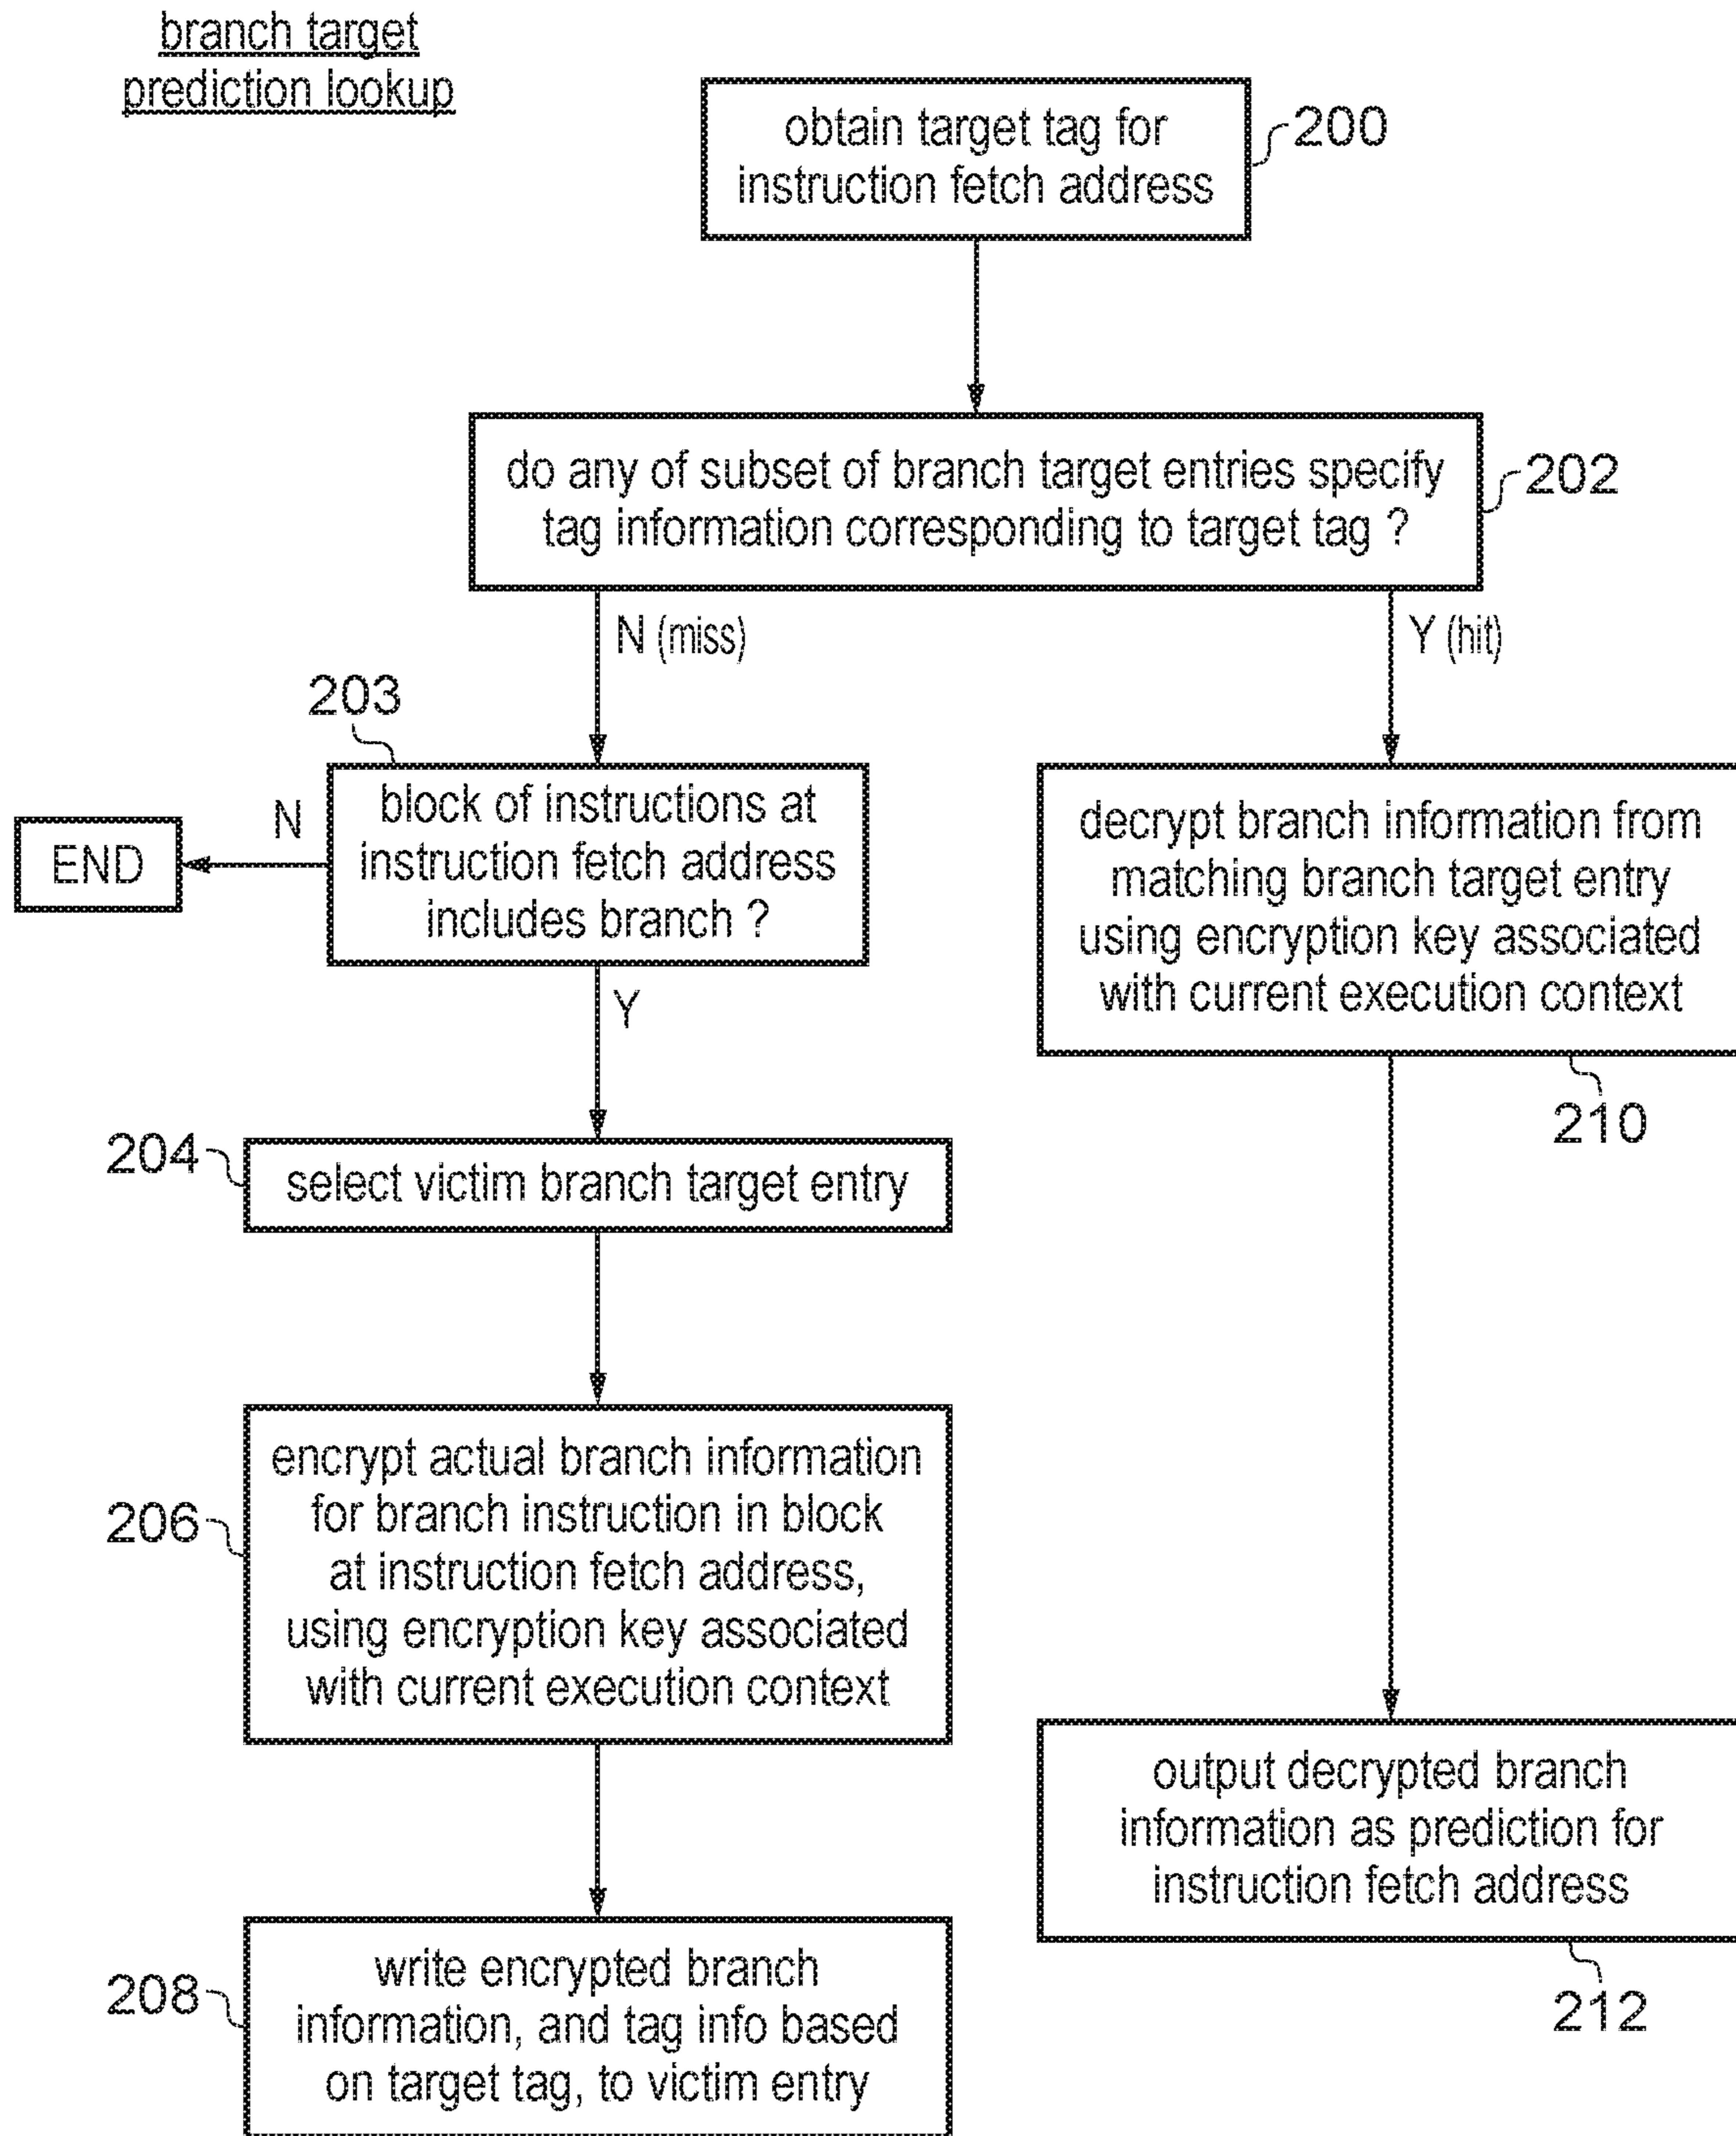 branch target
prediction lookup
obtain target tag for
instruction fetch address
200
do any of subset of branch target entries specify
tag information corresponding to target tag ?
202
N (miss)
Y (hit)
203
block of instructions at
instruction fetch address
includes branch ?
N
END
Y
decrypt branch information from
matching branch target entry
using encryption key associated
with current execution context
210
204
select victim branch target entry
206
encrypt actual branch information
for branch instruction in block
at instruction fetch address,
using encryption key associated
with current execution context
output decrypted branch
information as prediction for
instruction fetch address
212
208
write encrypted branch
information, and tag info based
on target tag, to victim entry